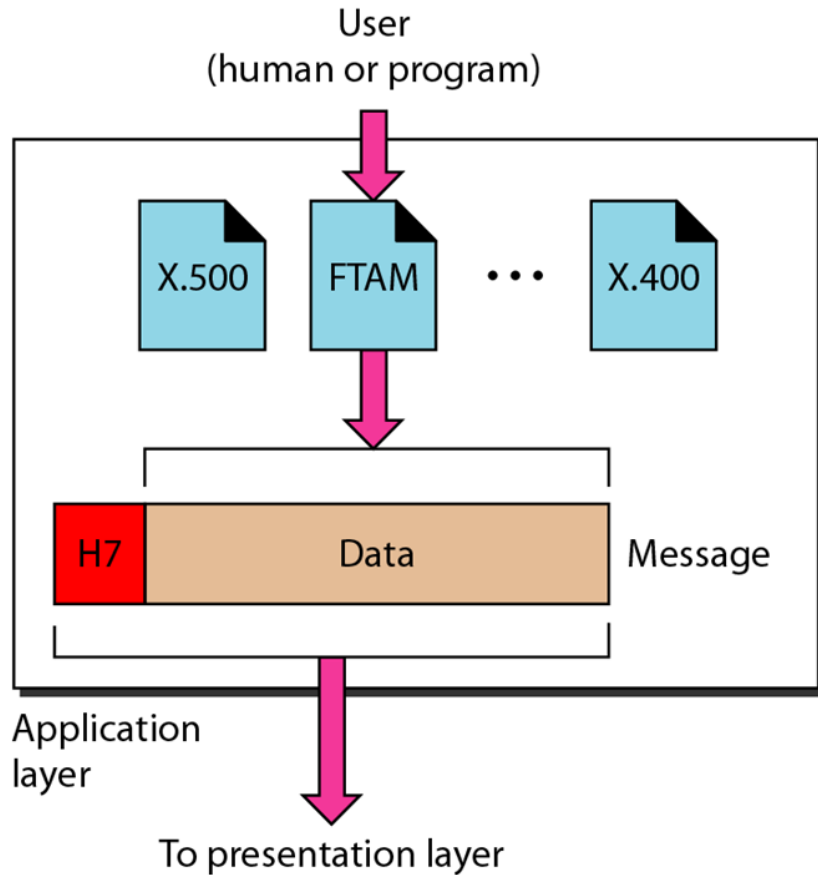 User
(human or program)
X.500
FTAM
...
X.400
H7
Data
Message
Application
layer
To presentation layer